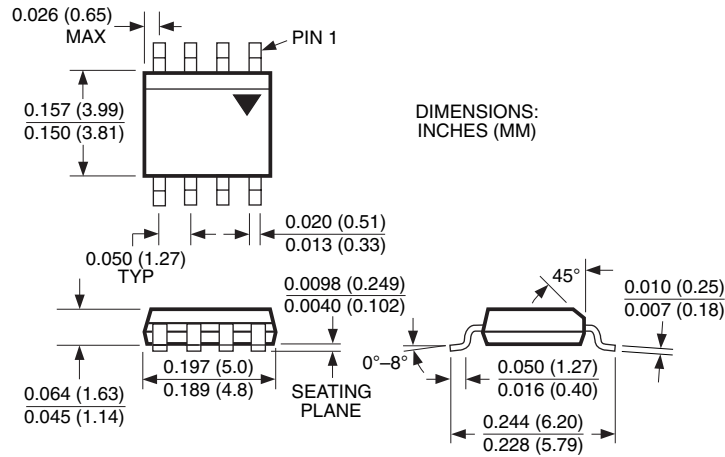 0.026 (0.65)
MAX
PIN 1
0.157 (3.99)
0.150 (3.81)
DIMENSIONS:
INCHES (MM)
0.020 (0.51)
0.013 (0.33)
0.050 (1.27)
TYP
0.0098 (0.249)
0.0040 (0.102)
45°
0.010 (0.25)
0.007 (0.18)
0°–8°
0.064 (1.63)
0.045 (1.14)
0.197 (5.0)
0.189 (4.8)
SEATING
PLANE
0.050 (1.27)
0.016 (0.40)
0.244 (6.20)
0.228 (5.79)